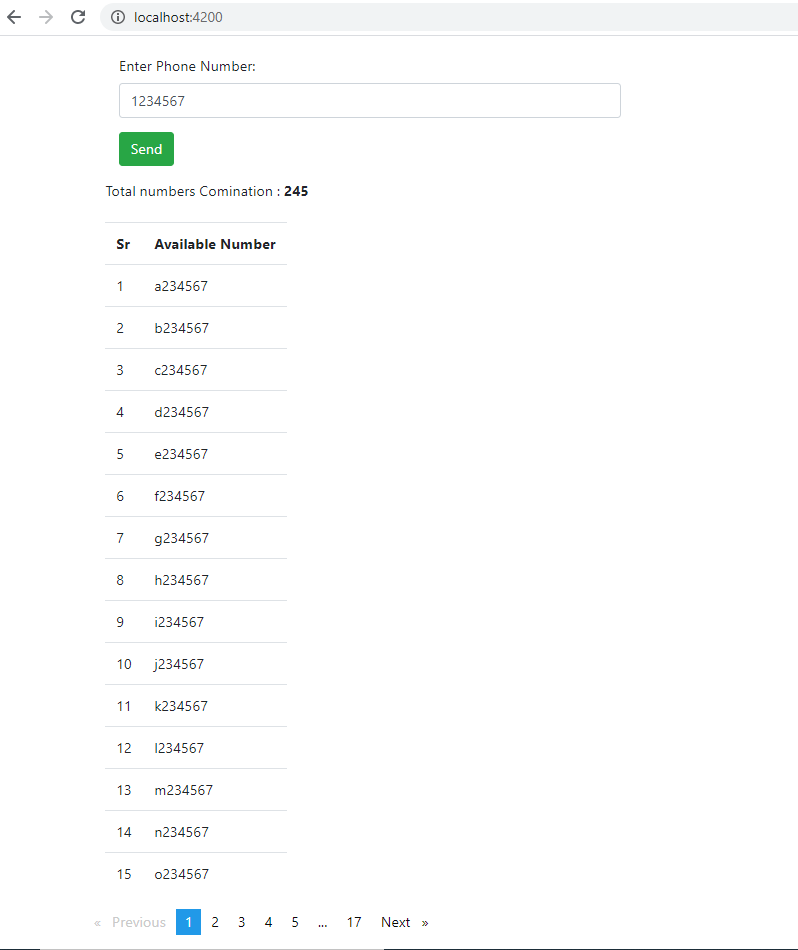 localhost:4200
Enter Phone Number:
1234567
Send
Total numbers Comination : 245
Sr Available Number
1 a234567
2 b234567
3 c234567
4 d234567
5 e234567
6 f234567
7 g234567
8 h234567
9 i234567
10 j234567
11 k234567
12 l234567
13 m234567
14 n234567
15 o234567
« Previous 1 2 3 4 5 ... 17 Next »